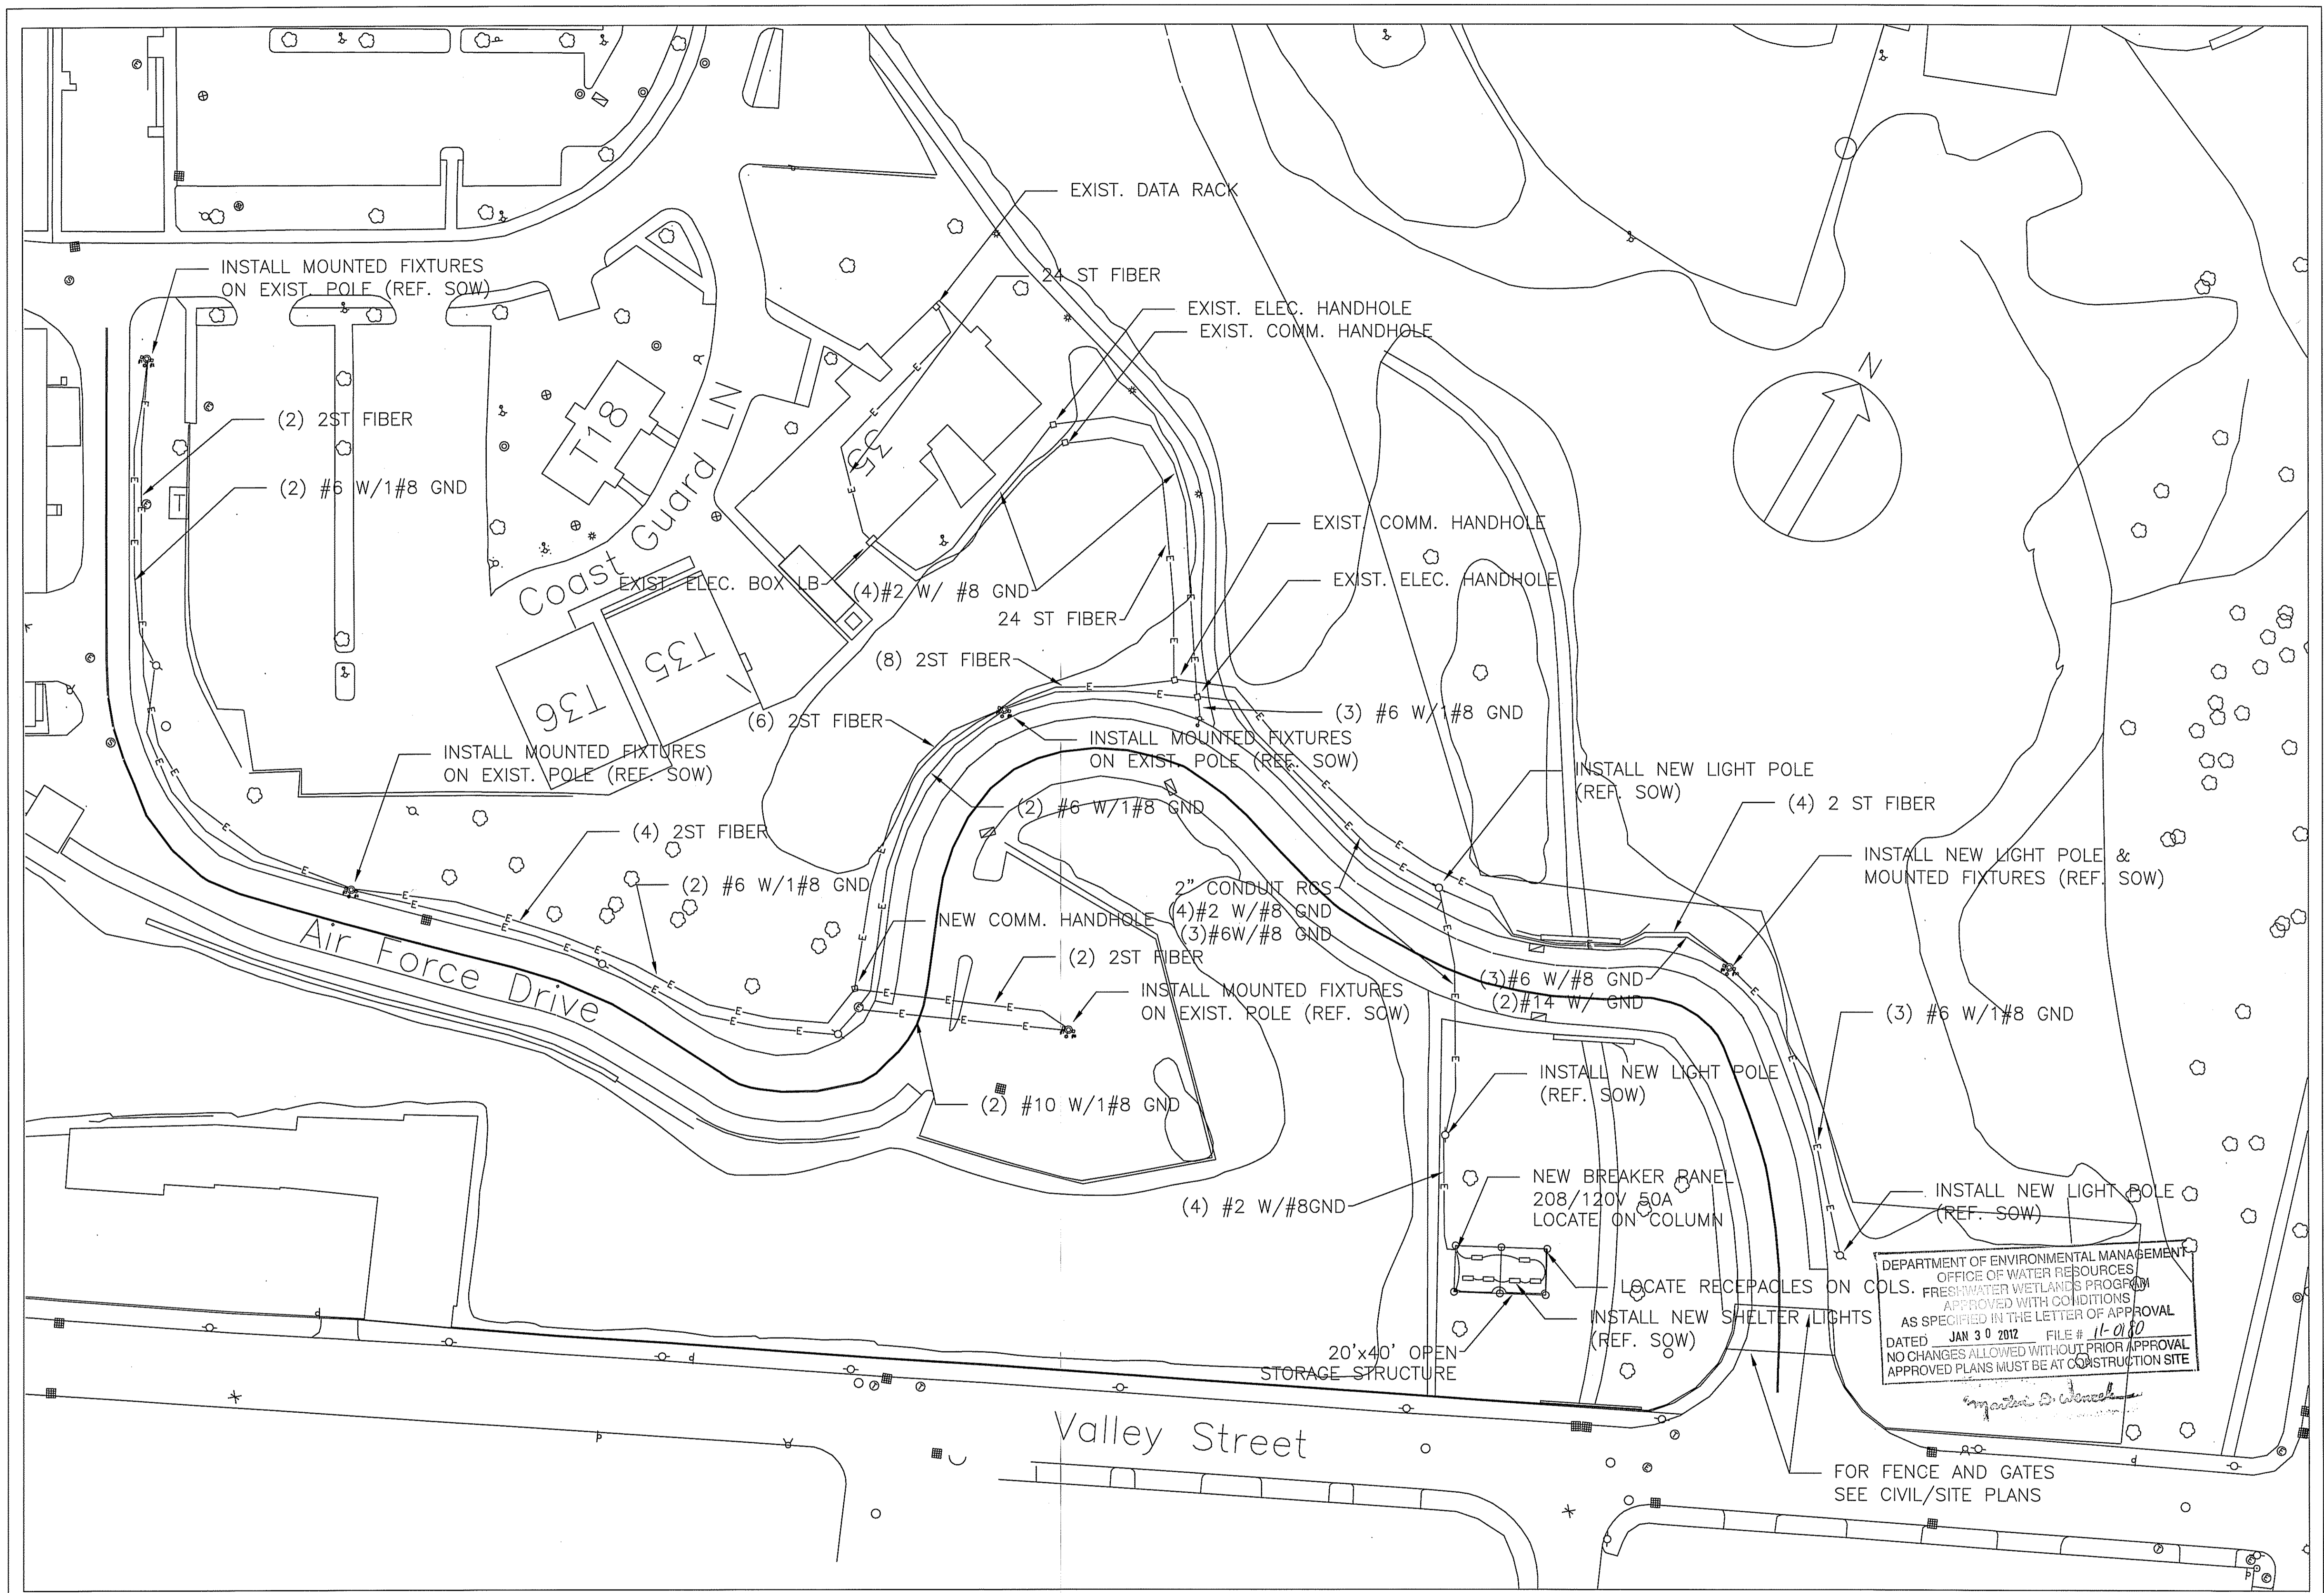 EXIST. DATA RACK
INSTALL MOUNTED FIXTURES
ON EXIST. POLE (REF. SOW)
24 ST FIBER
EXIST. ELEC. HANDHOLE
EXIST. COMM. HANDHOLE
N
(2) 2ST FIBER
(2) #6 W/1#8 GND
T
T18
35
Coast Guard LN
EXIST. COMM. HANDHOLE
EXIST. ELEC. HANDHOLE
EXIST. ELEC. BOX LB
(4)#2 W/ #8 GND
24 ST FIBER
T35
T36
(8) 2ST FIBER
(6) 2ST FIBER
(3) #6 W/1#8 GND
INSTALL MOUNTED FIXTURES
ON EXIST. POLE (REF. SOW)
INSTALL MOUNTED FIXTURES
ON EXIST. POLE (REF. SOW)
INSTALL NEW LIGHT POLE
(REF. SOW)
(4) 2 ST FIBER
(2) #6 W/1#8 GND
(4) 2ST FIBER
INSTALL NEW LIGHT POLE &
MOUNTED FIXTURES (REF. SOW)
(2) #6 W/1#8 GND
2" CONDUIT RGS
(4)#2 W/#8 GND
(3)#6W/#8 GND
NEW COMM. HANDHOLE
Air Force Drive
(2) 2ST FIBER
(3)#6 W/#8 GND
(2)#14 W/ GND
INSTALL MOUNTED FIXTURES
ON EXIST. POLE (REF. SOW)
(3) #6 W/1#8 GND
INSTALL NEW LIGHT POLE
(REF. SOW)
(2) #10 W/1#8 GND
NEW BREAKER PANEL
208/120V 50A
LOCATE ON COLUMN
(4) #2 W/#8GND
INSTALL NEW LIGHT POLE
(REF. SOW)
LOCATE RECEPACLES ON COLS.
INSTALL NEW SHELTER LIGHTS
(REF. SOW)
20'x40' OPEN
STORAGE STRUCTURE
DEPARTMENT OF ENVIRONMENTAL MANAGEMENT
OFFICE OF WATER RESOURCES
FRESHWATER WETLANDS PROGRAM
APPROVED WITH CONDITIONS
AS SPECIFIED IN THE LETTER OF APPROVAL
DATED JAN 30 2012 FILE # 11-0180
NO CHANGES ALLOWED WITHOUT PRIOR APPROVAL
APPROVED PLANS MUST BE AT CONSTRUCTION SITE
Valley Street
FOR FENCE AND GATES
SEE CIVIL/SITE PLANS